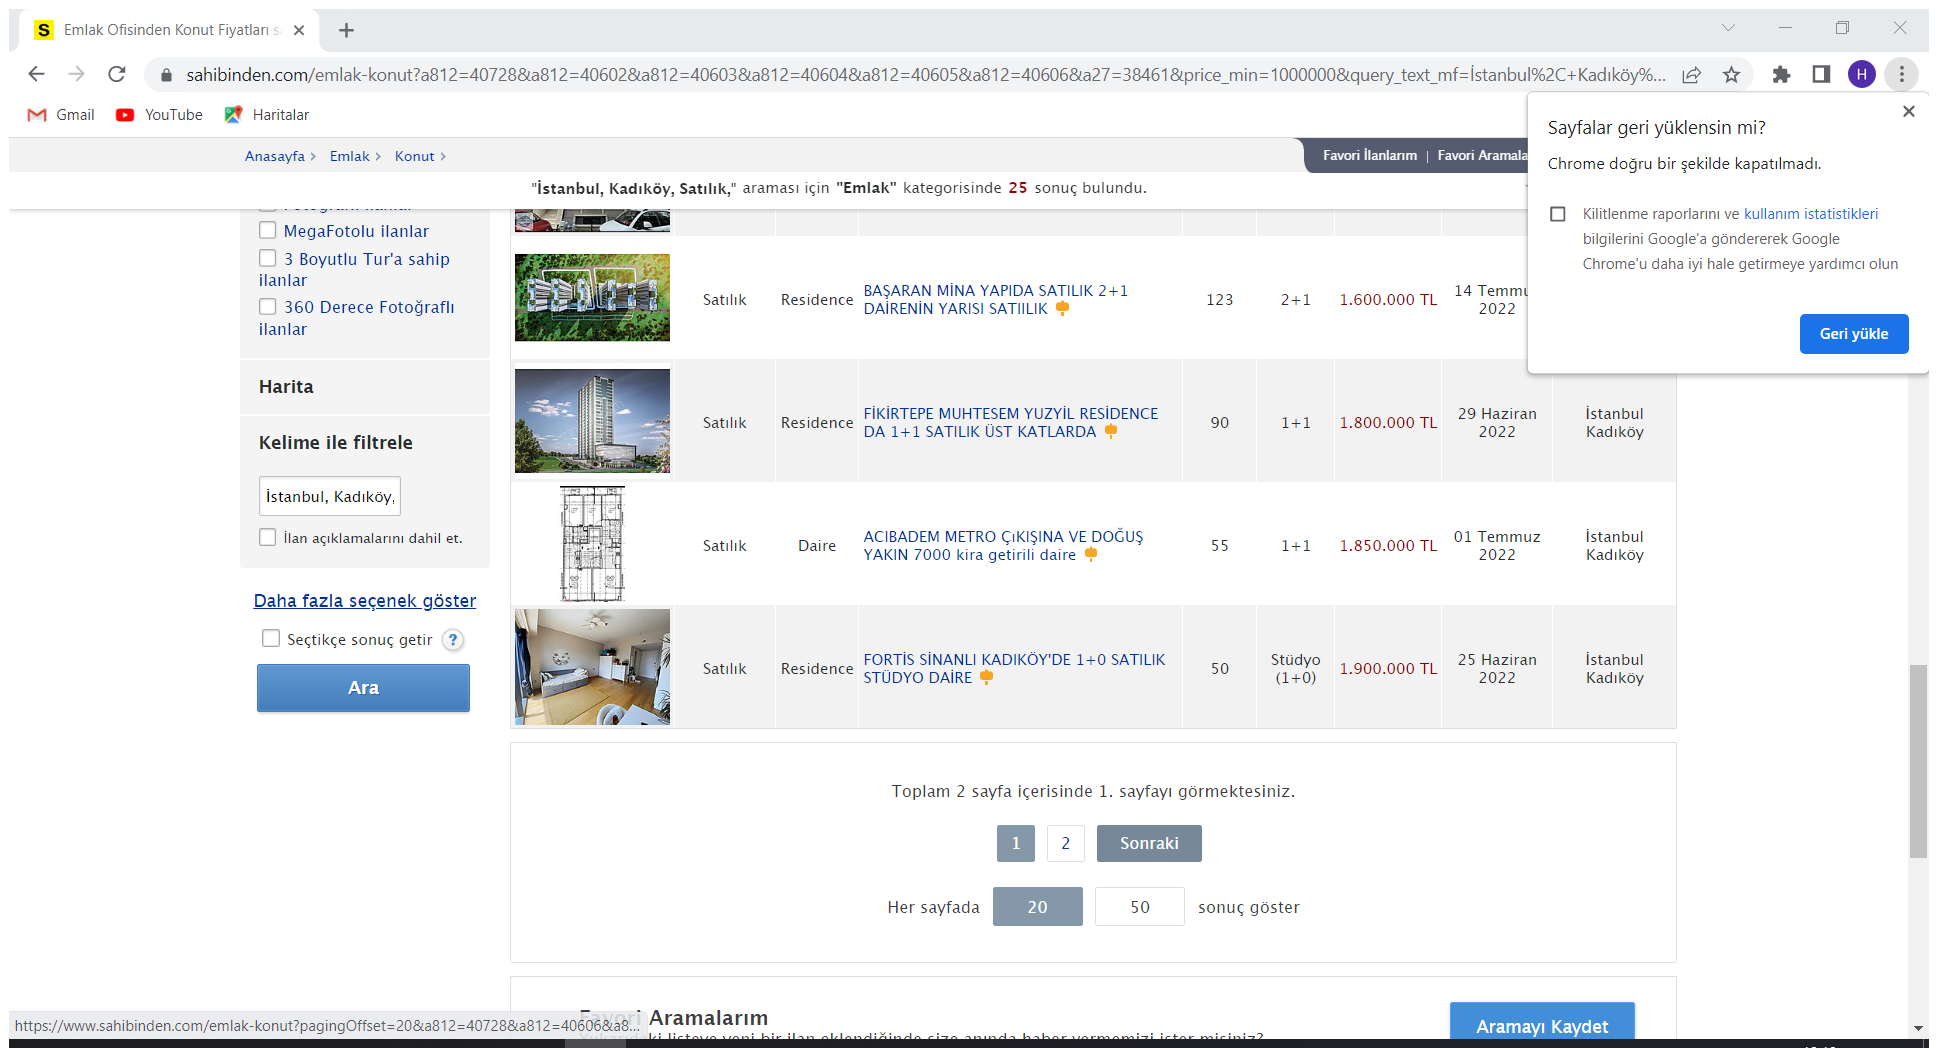 Emlak Ofisinden Konut Fiyatları
sahibinden.com/emlak-konut?a812=40728&a812=40602&a812=40603&a812=40604&a812=40605&a812=40606&a27=38461&price_min=1000000&query_text_mf=İstanbul%2C+Kadıköy%...
H
Gmail
YouTube
Haritalar
Sayfalar geri yüklensin mi?
Chrome doğru bir şekilde kapatılmadı.
Kilitlenme raporlarını ve kullanım istatistikleri
bilgilerini Google'a göndererek Google
Chrome'u daha iyi hale getirmeye yardımcı olun
Geri yükle
Anasayfa > Emlak > Konut >
Favori İlanlarım | Favori Aramala
"İstanbul, Kadıköy, Satılık," araması için "Emlak" kategorisinde 25 sonuç bulundu.
MegaFotolu ilanlar
3 Boyutlu Tur'a sahip
ilanlar
360 Derece Fotoğraflı
ilanlar
Harita
Kelime ile filtrele
İstanbul, Kadıköy,
İlan açıklamalarını dahil et.
Daha fazla seçenek göster
Seçtikçe sonuç getir ?
Ara
Satılık Residence BAŞARAN MİNA YAPIDA SATILIK 2+1
DAİRENİN YARISI SATIILIK 123 2+1 1.600.000 TL 14 Temmu
2022
Satılık Residence FİKİRTEPE MUHTESEM YUZYİL RESİDENCE
DA 1+1 SATILIK ÜST KATLARDA 90 1+1 1.800.000 TL 29 Haziran
2022 İstanbul
Kadıköy
Satılık Daire ACIBADEM METRO ÇıKIŞINA VE DOĞUŞ
YAKIN 7000 kira getirili daire 55 1+1 1.850.000 TL 01 Temmuz
2022 İstanbul
Kadıköy
Satılık Residence FORTİS SİNANLI KADIKÖY'DE 1+0 SATILIK
STÜDYO DAİRE 50 Stüdyo
(1+0) 1.900.000 TL 25 Haziran
2022 İstanbul
Kadıköy
Toplam 2 sayfa içerisinde 1. sayfayı görmektesiniz.
1 2 Sonraki
Her sayfada 20 50 sonuç göster
Favori Aramalarım
Aramayı Kaydet
https://www.sahibinden.com/emlak-konut?pagingOffset=20&a812=40728&a812=40606&a8...